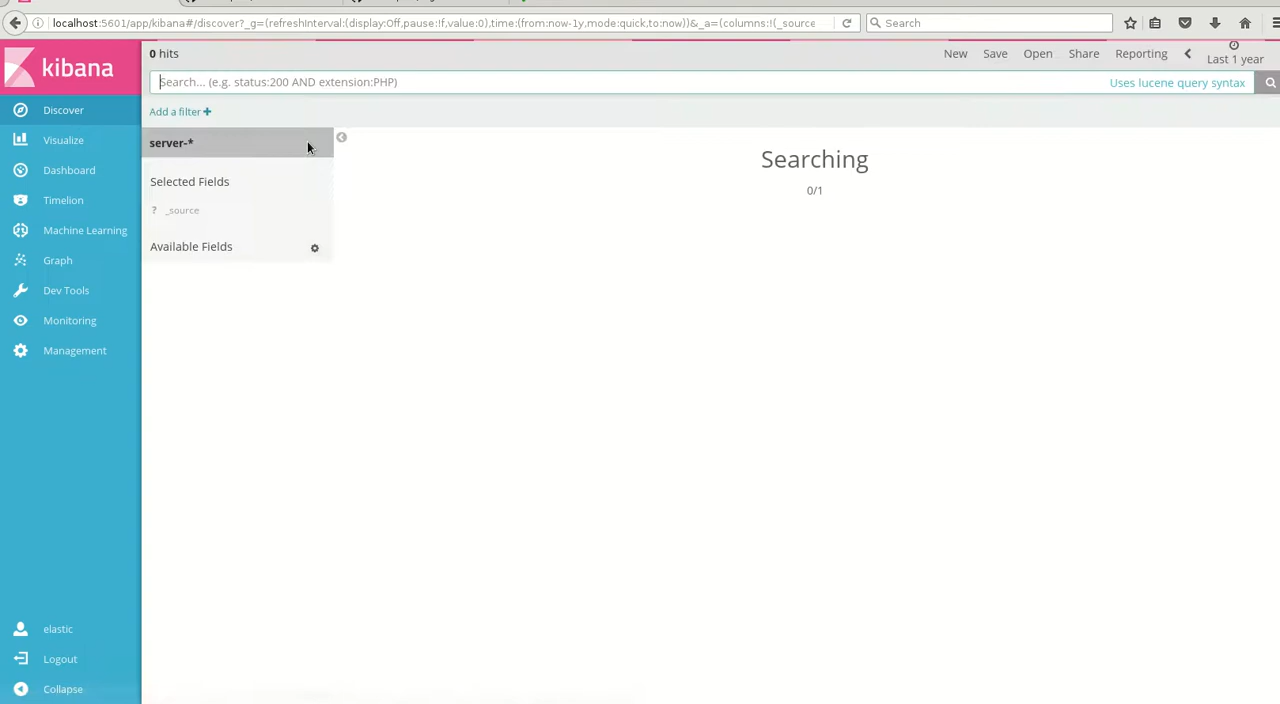 localhost:5601/app/kibana#/discover?_g=(refreshInterval:(display:Off,pause:!f,value:0),time:(from:now-1y,mode:quick,to:now))&_a=(columns:!(_source
Search
kibana
0 hits
New
Save
Open
Share
Reporting
Last 1 year
Search... (e.g. status:200 AND extension:PHP)
Uses lucene query syntax
Discover
Add a filter +
Visualize
server-*
Dashboard
Selected Fields
Searching
0/1
Timelion
? _source
Machine Learning
Available Fields
Graph
Dev Tools
Monitoring
Management
elastic
Logout
Collapse